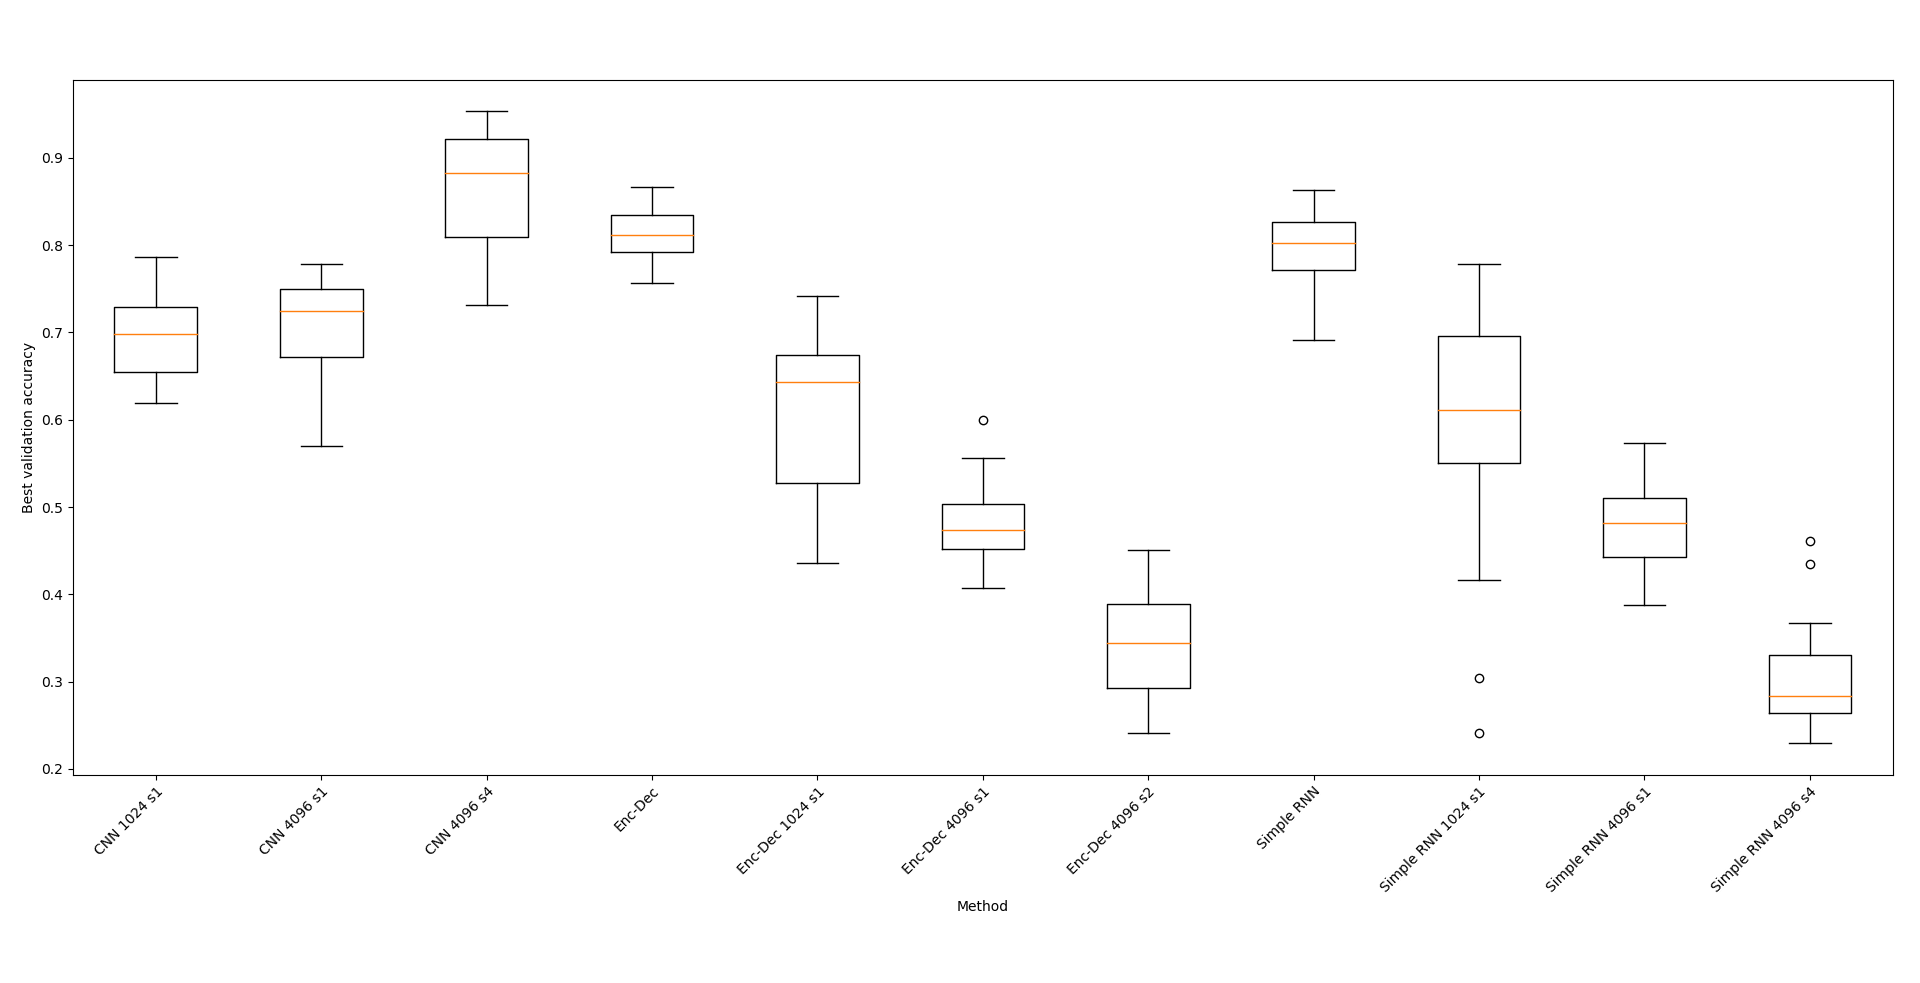 Best validation accuracy
0.9
0.8
0.7
0.6
0.5
0.4
0.3
0.2
CNN 1024 s1
CNN 4096 s1
CNN 4096 s4
Enc-Dec
Enc-Dec 1024 s1
Enc-Dec 4096 s1
Enc-Dec 4096 s2
Simple RNN
Simple RNN 1024 s1
Simple RNN 4096 s1
Simple RNN 4096 s4
Method